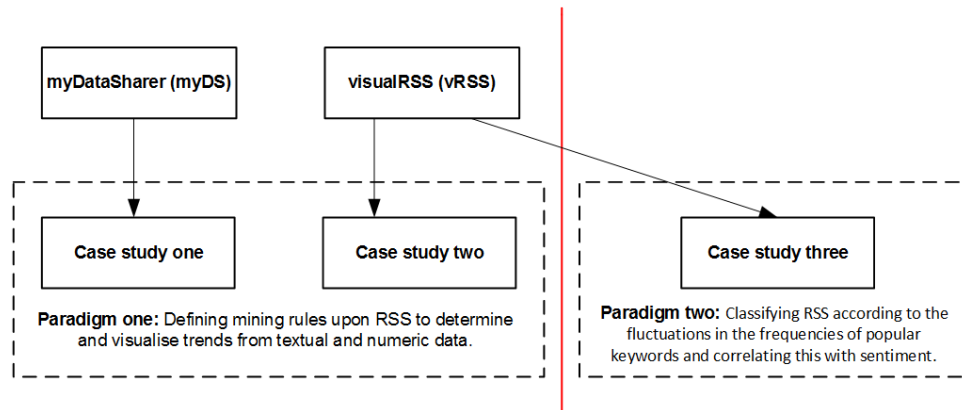 myDataSharer (myDS)
visualRSS (vRSS)
Case study one
Case study two
Case study three
Paradigm one: Defining mining rules upon RSS to determine
and visualise trends from textual and numeric data.
Paradigm two: Classifying RSS according to the
fluctuations in the frequencies of popular
keywords and correlating this with sentiment.